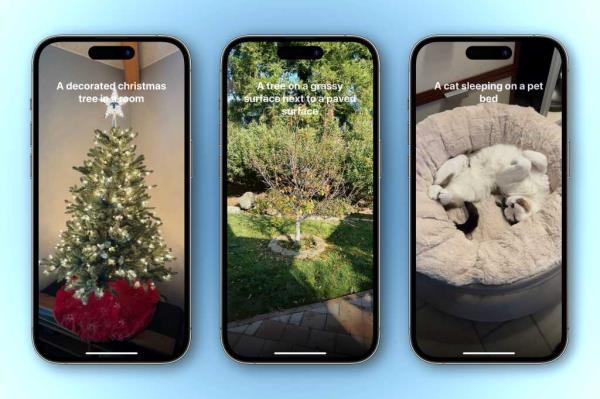 A decorated christmas
tree in a room
A tree on a grassy
surface next to a paved
surface
A cat sleeping on a pet
bed